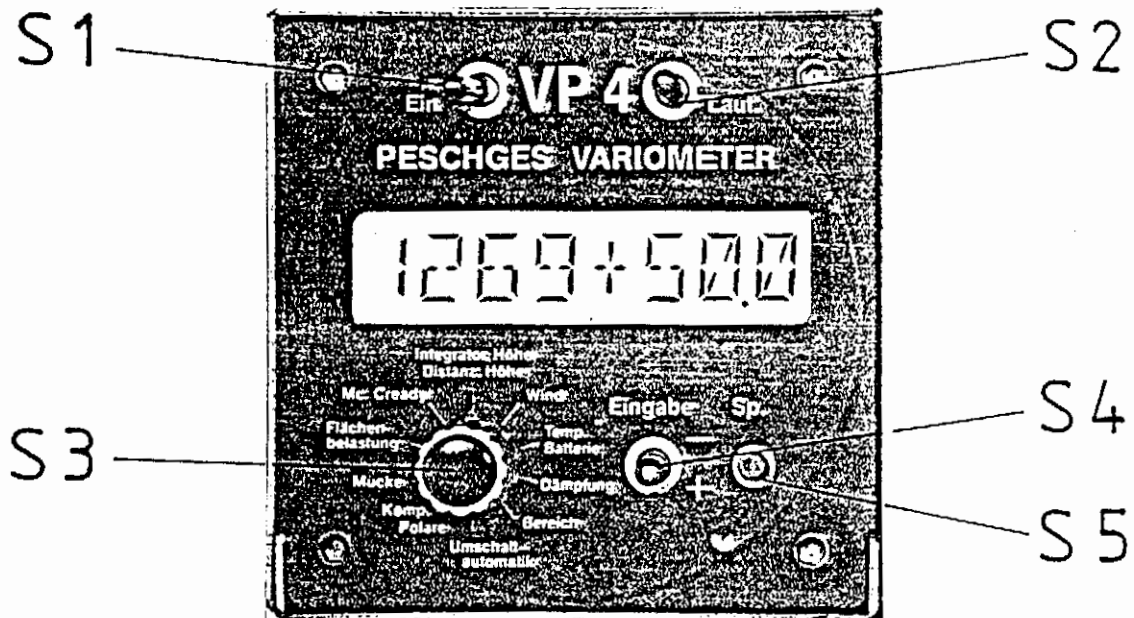 S1
S2
Ein
VP 4
Laut
PESCHGES VARIOMETER
1269+500.0
Integrator Höhe
Distanz Höhe
Mc Cready
Wind
Flächen-
belastung
Temp.
Batterie
Mücke
Dämpfung
Komp.
Polare
Bereich
Umschalt-
automatik
Eingabe
Sp.
-
+
S3
S4
S5